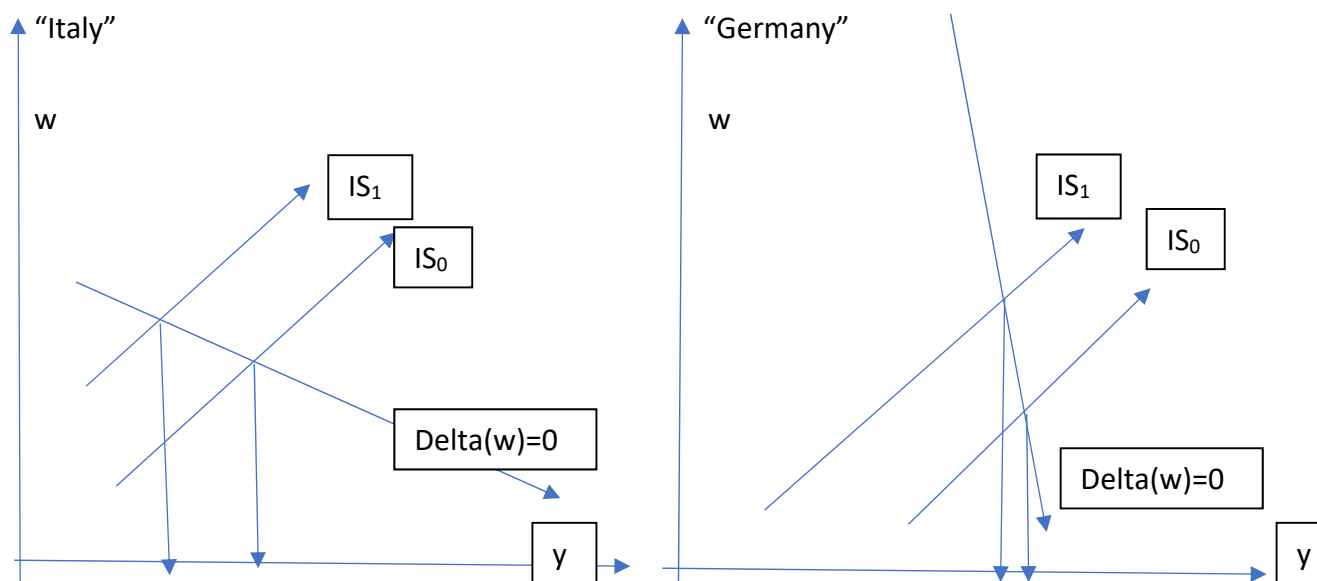 “Italy”
w
IS₁
IS₀
Delta(w)=0
y
“Germany”
w
IS₁
IS₀
Delta(w)=0
y